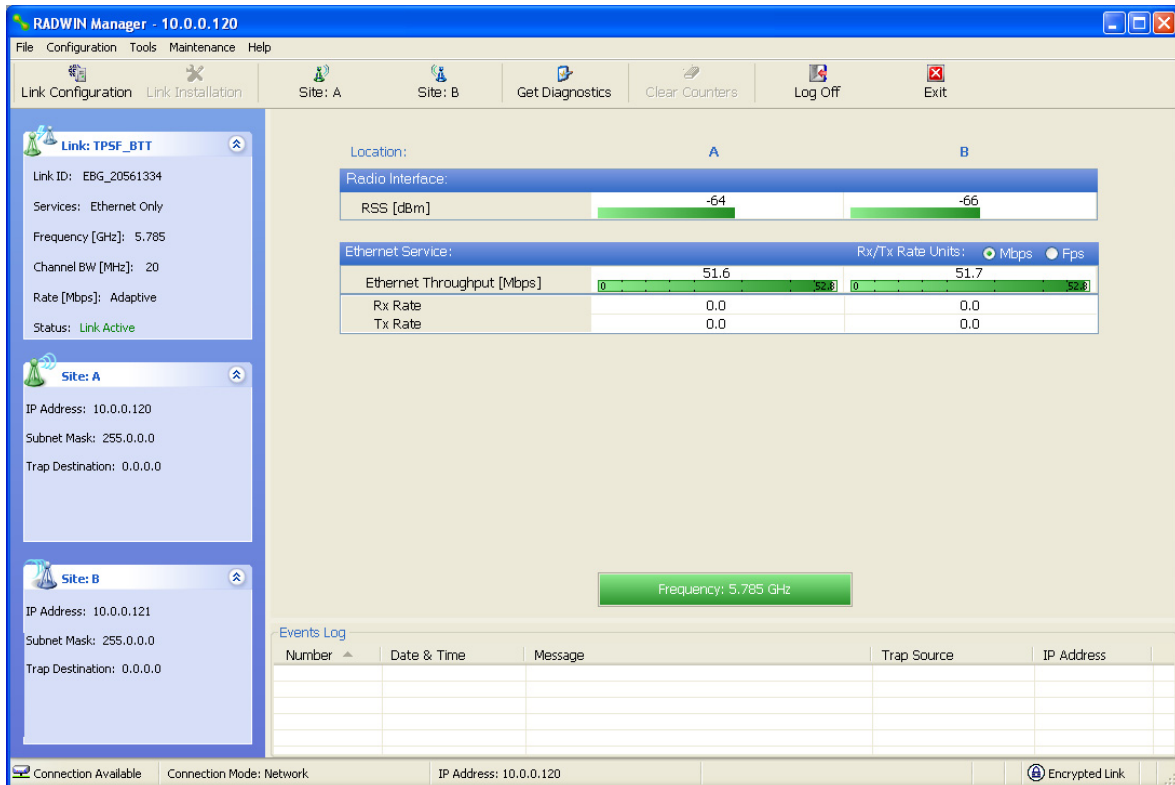 RADWIN Manager - 10.0.0.120
File Configuration Tools Maintenance Help
Link Configuration Link Installation Site: A Site: B Get Diagnostics Clear Counters Log Off Exit
Link: TPSF_BTT
Link ID: EBG_20561334
Services: Ethernet Only
Frequency [GHz]: 5.785
Channel BW [MHz]: 20
Rate [Mbps]: Adaptive
Status: Link Active
Site: A
IP Address: 10.0.0.120
Subnet Mask: 255.0.0.0
Trap Destination: 0.0.0.0
Site: B
IP Address: 10.0.0.121
Subnet Mask: 255.0.0.0
Trap Destination: 0.0.0.0
Location: A B
Radio Interface:
RSS [dBm] -64 -66
Ethernet Service: Rx/Tx Rate Units: Mbps Fps
Ethernet Throughput [Mbps] 51.6 51.7
0 52.8 0 52.8
Rx Rate 0.0 0.0
Tx Rate 0.0 0.0
Frequency: 5.785 GHz
Events Log
Number Date & Time Message Trap Source IP Address
Connection Available Connection Mode: Network IP Address: 10.0.0.120 Encrypted Link